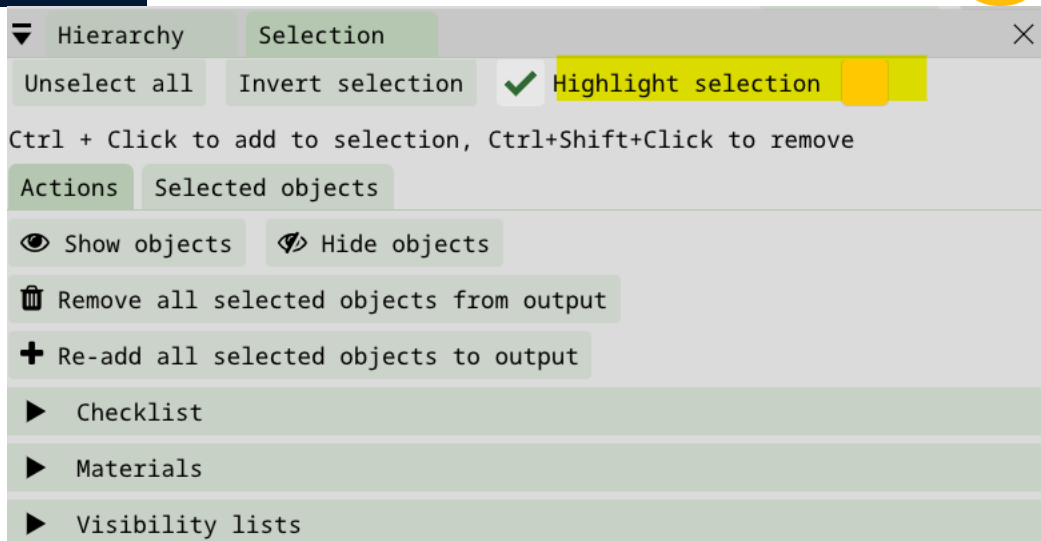 Hierarchy Selection
Unselect all Invert selection Highlight selection
Ctrl + Click to add to selection, Ctrl+Shift+Click to remove
Actions Selected objects
Show objects Hide objects
Remove all selected objects from output
Re-add all selected objects to output
Checklist
Materials
Visibility lists